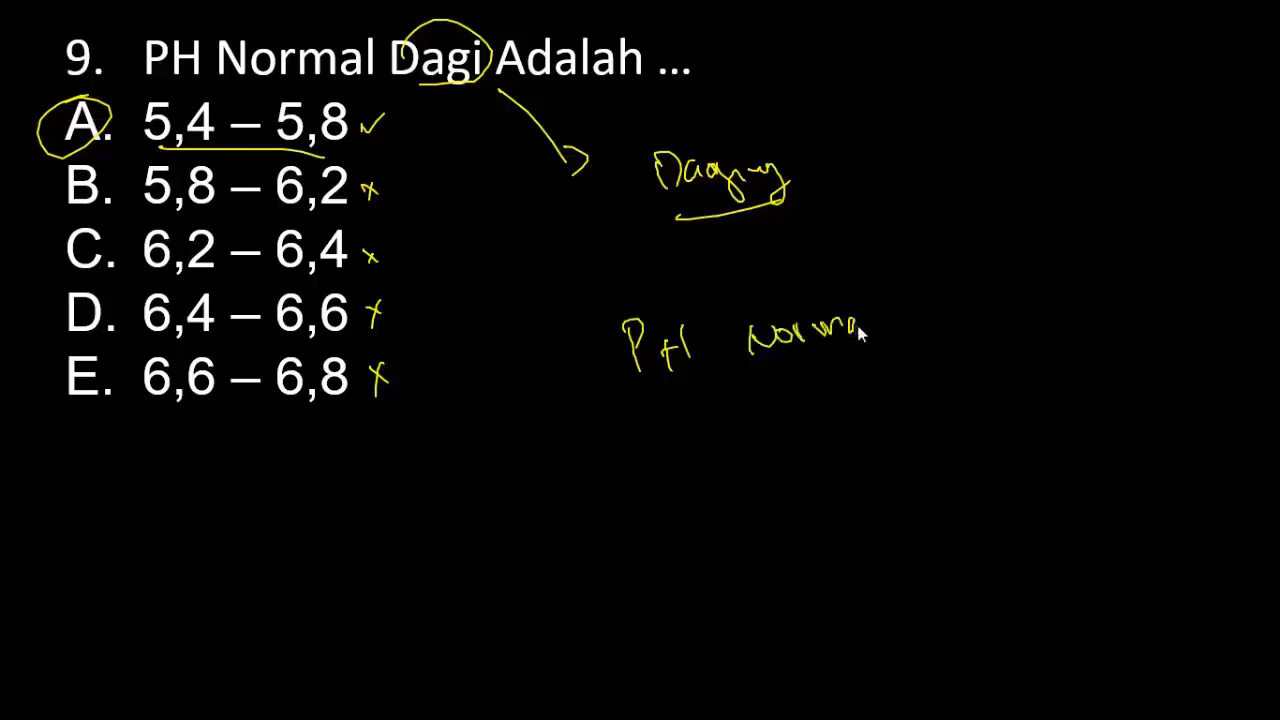 9. PH Normal Dagi Adalah ...
A. 5,4 – 5,8
B. 5,8 – 6,2
C. 6,2 – 6,4
D. 6,4 – 6,6
E. 6,6 – 6,8
Daging
PH Norma